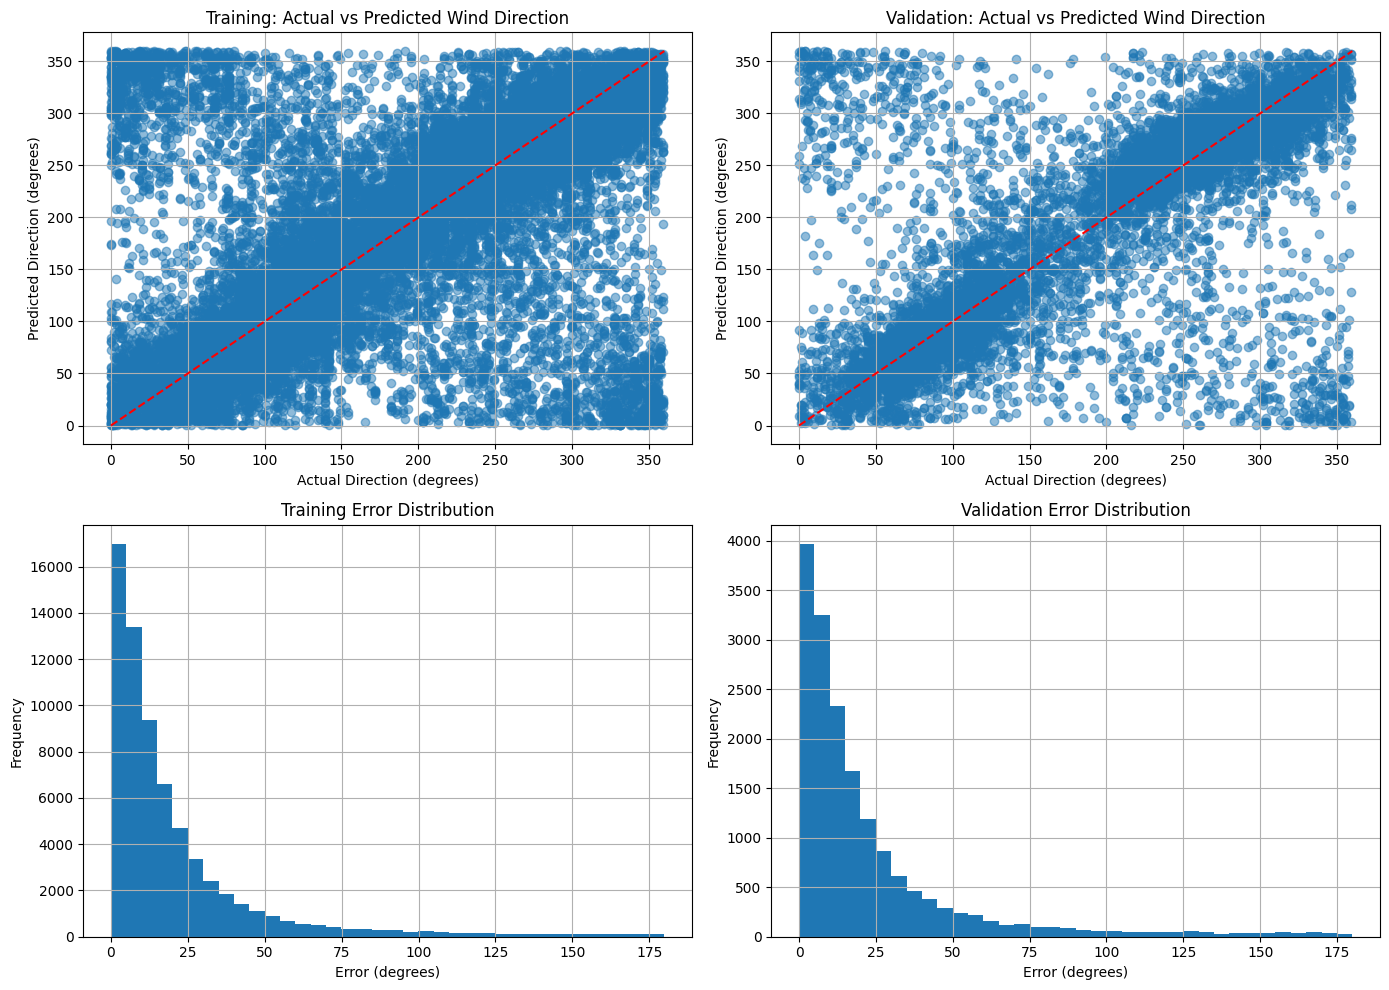 Training: Actual vs Predicted Wind Direction
Predicted Direction (degrees)
350
300
250
200
150
100
50
0
0 50 100 150 200 250 300 350
Actual Direction (degrees)
Validation: Actual vs Predicted Wind Direction
Predicted Direction (degrees)
350
300
250
200
150
100
50
0
0 50 100 150 200 250 300 350
Actual Direction (degrees)
Training Error Distribution
Frequency
16000
14000
12000
10000
8000
6000
4000
2000
0
0 25 50 75 100 125 150 175
Error (degrees)
Validation Error Distribution
Frequency
4000
3500
3000
2500
2000
1500
1000
500
0
0 25 50 75 100 125 150 175
Error (degrees)